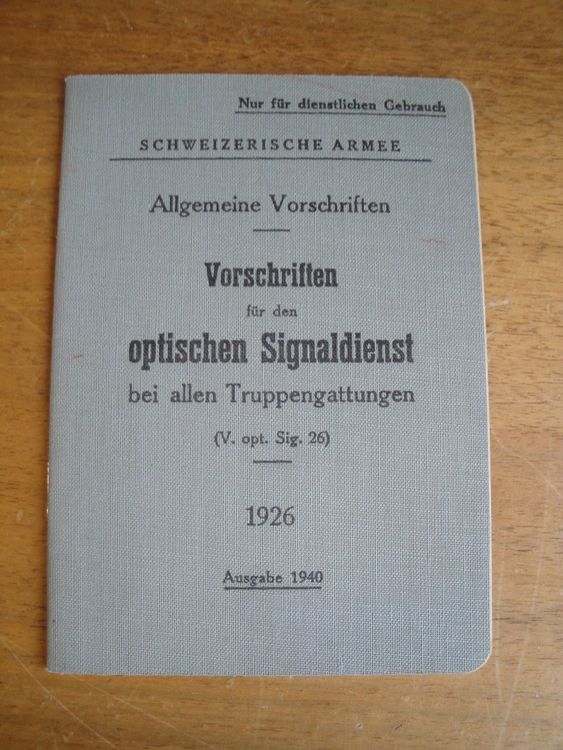 Nur für dienstlichen Gebrauch
SCHWEIZERISCHE ARMEE
Allgemeine Vorschriften
Vorschriften
für den
optischen Signaldienst
bei allen Truppengattungen
(V. opt. Sig. 26)
1926
Ausgabe 1940